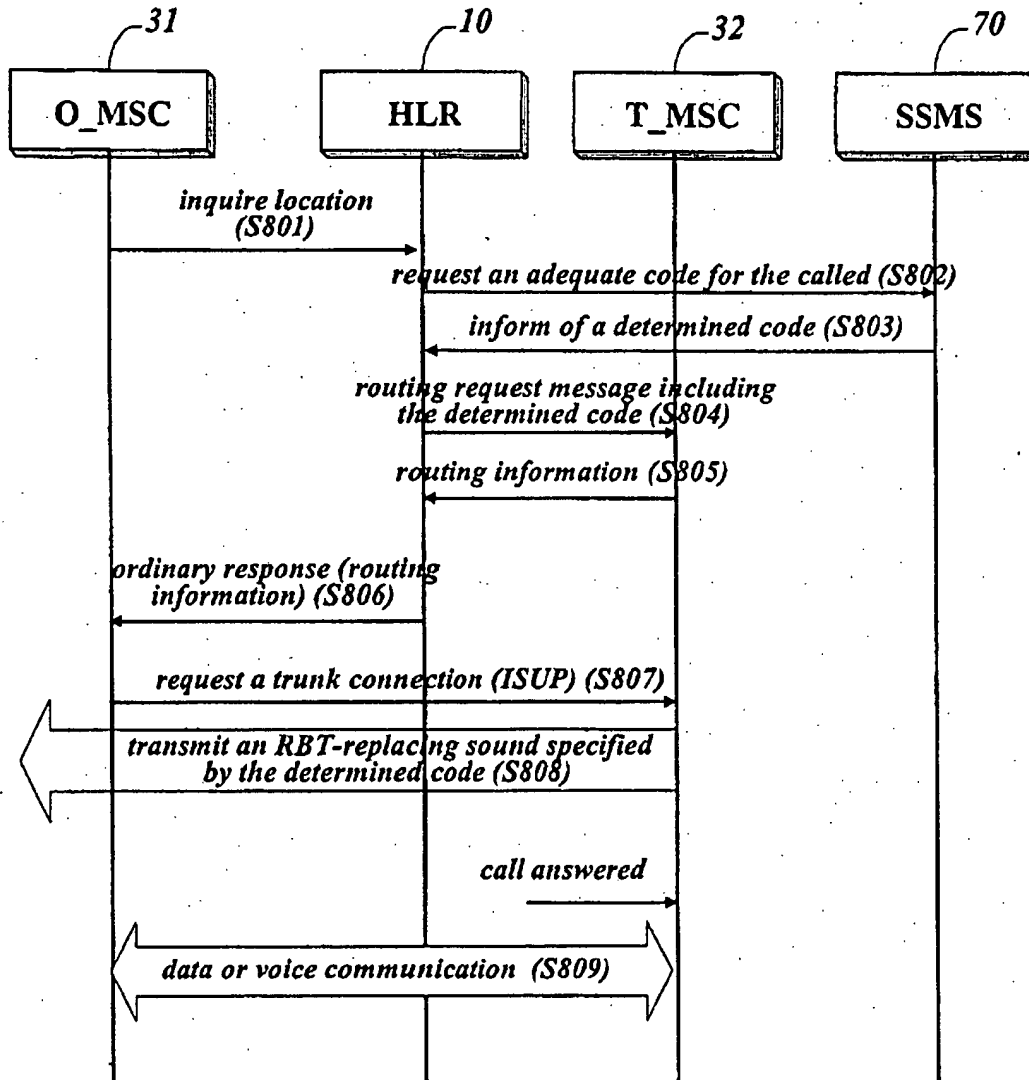 31
10
32
70
O_MSC
HLR
T_MSC
SSMS
inquire location
(S801)
request an adequate code for the called (S802)
inform of a determined code (S803)
routing request message including
the determined code (S804)
routing information (S805)
ordinary response (routing
information) (S806)
request a trunk connection (ISUP) (S807)
transmit an RBT-replacing sound specified
by the determined code (S808)
call answered
data or voice communication (S809)